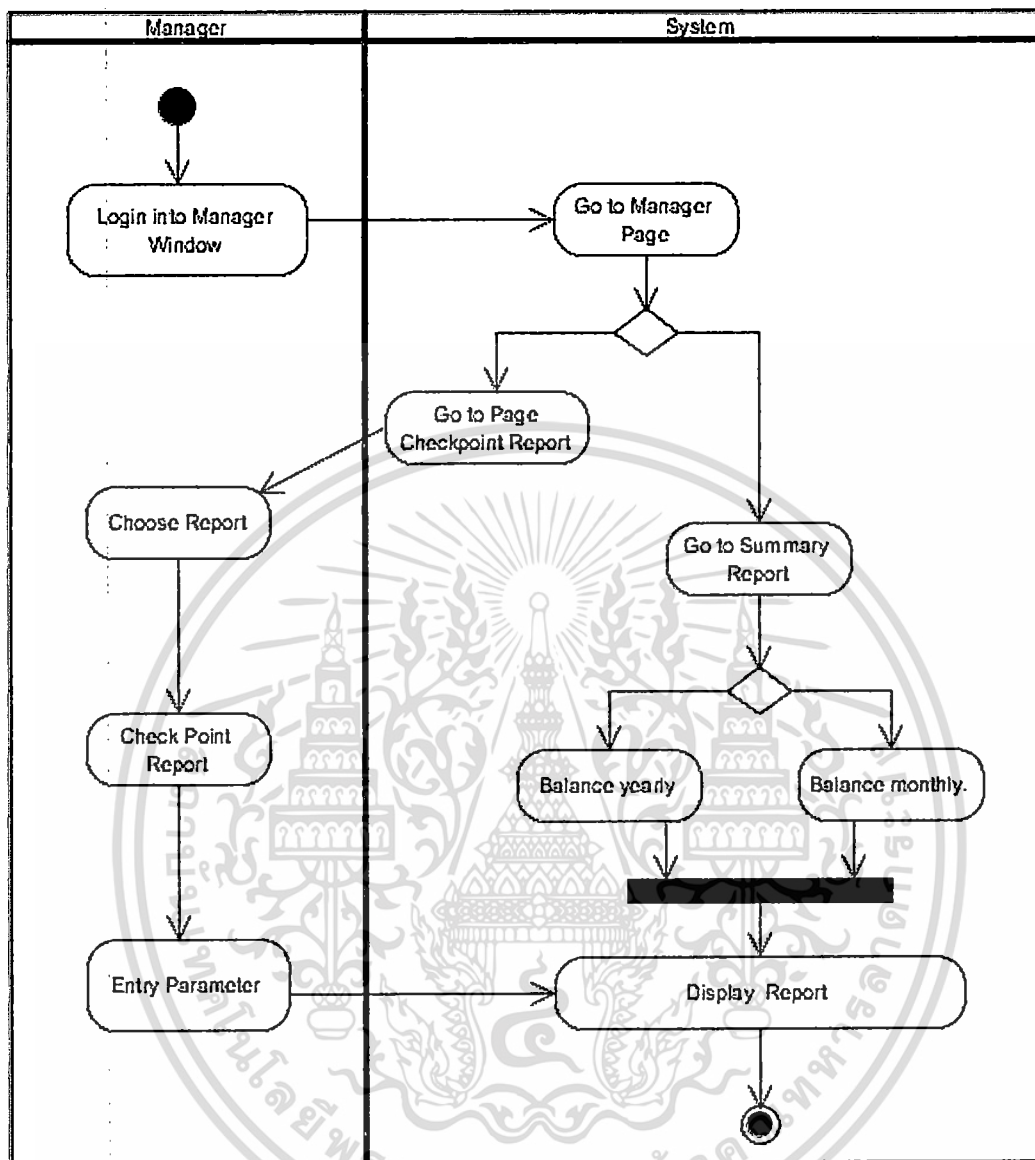 Manager
System
Login into Manager
Window
Go to Manager
Page
Go to Page
Checkpoint Report
Choose Report
Go to Summary
Report
Check Point
Report
Balance yearly
Balance monthly.
Entry Parameter
Display Report